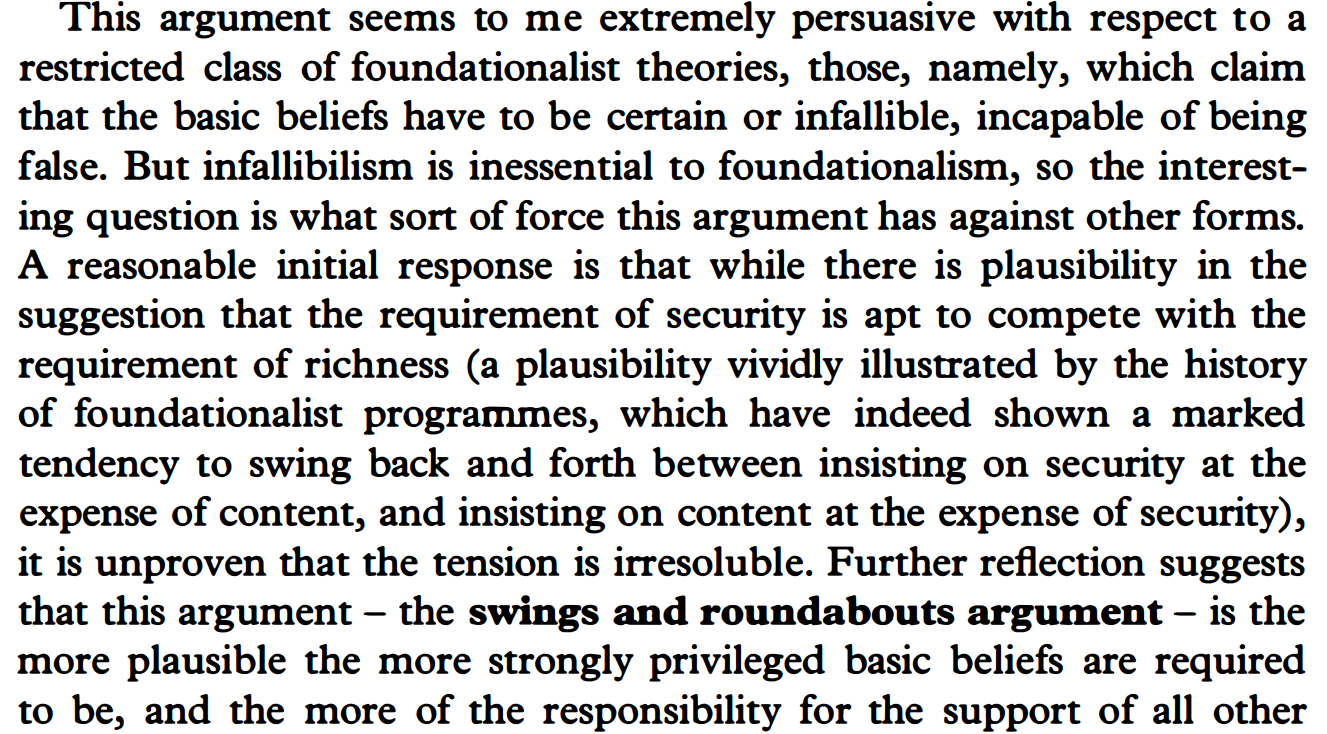 This argument seems to me extremely persuasive with respect to a
restricted class of foundationalist theories, those, namely, which claim
that the basic beliefs have to be certain or infallible, incapable of being
false. But infallibilism is inessential to foundationalism, so the interest-
ing question is what sort of force this argument has against other forms.
A reasonable initial response is that while there is plausibility in the
suggestion that the requirement of security is apt to compete with the
requirement of richness (a plausibility vividly illustrated by the history
of foundationalist programmes, which have indeed shown a marked
tendency to swing back and forth between insisting on security at the
expense of content, and insisting on content at the expense of security),
it is unproven that the tension is irresoluble. Further reflection suggests
that this argument – the swings and roundabouts argument – is the
more plausible the more strongly privileged basic beliefs are required
to be, and the more of the responsibility for the support of all other